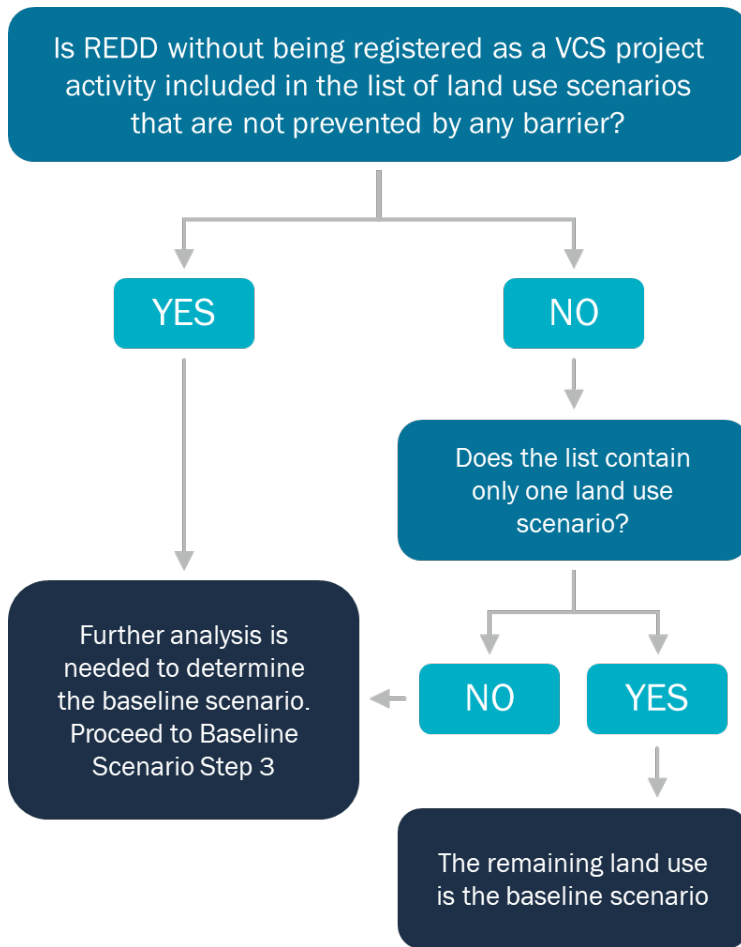 Is REDD without being registered as a VCS project
activity included in the list of land use scenarios
that are not prevented by any barrier?
YES
NO
Does the list contain
only one land use
scenario?
Further analysis is
needed to determine
the baseline scenario.
Proceed to Baseline
Scenario Step 3
NO
YES
The remaining land use
is the baseline scenario